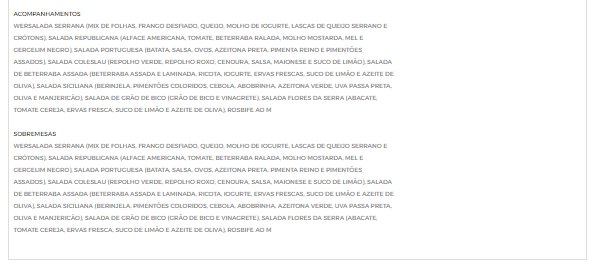 ACOMPANHAMENTOS
WERSALADA SERRANA (MIX DE FOLHAS, FRANGO DESFIADO, QUEIJO, MOLHO DE IOGURTE, LASCAS DE QUEIJO SERRANO E
CRÓTONS), SALADA REPUBLICANA (ALFACE AMERICANA, TOMATE, BETERRABA RALADA, MOLHO MOSTARDA, MEL E
GERGELIM NEGRO), SALADA PORTUGUESA (BATATA, SALSA, OVOS, AZEITONA PRETA, PIMENTA REINO E PIMENTÕES
ASSADOS), SALADA COLESLAU (REPOLHO VERDE, REPOLHO ROXO, CENOURA, SALSA, MAIONESE E SUCO DE LIMÃO), SALADA
DE BETERRABA ASSADA (BETERRABA ASSADA E LAMINADA, RICOTA, IOGURTE, ERVAS FRESCAS, SUCO DE LIMÃO E AZEITE DE
OLIVA), SALADA SICILIANA (BERINJELA, PIMENTÕES COLORIDOS, CEBOLA, ABOBRINHA, AZEITONA VERDE, UVA PASSA PRETA,
OLIVA E MANJERICÃO), SALADA DE GRÃO DE BICO (GRÃO DE BICO E VINAGRETE), SALADA FLORES DA SERRA (ABACATE,
TOMATE CEREJA, ERVAS FRESCA, SUCO DE LIMÃO E AZEITE DE OLIVA), ROSBIFE AO M
SOBREMESAS
WERSALADA SERRANA (MIX DE FOLHAS, FRANGO DESFIADO, QUEIJO, MOLHO DE IOGURTE, LASCAS DE QUEIJO SERRANO E
CRÓTONS), SALADA REPUBLICANA (ALFACE AMERICANA, TOMATE, BETERRABA RALADA, MOLHO MOSTARDA, MEL E
GERGELIM NEGRO), SALADA PORTUGUESA (BATATA, SALSA, OVOS, AZEITONA PRETA, PIMENTA REINO E PIMENTÕES
ASSADOS), SALADA COLESLAU (REPOLHO VERDE, REPOLHO ROXO, CENOURA, SALSA, MAIONESE E SUCO DE LIMÃO), SALADA
DE BETERRABA ASSADA (BETERRABA ASSADA E LAMINADA, RICOTA, IOGURTE, ERVAS FRESCAS, SUCO DE LIMÃO E AZEITE DE
OLIVA), SALADA SICILIANA (BERINJELA, PIMENTÕES COLORIDOS, CEBOLA, ABOBRINHA, AZEITONA VERDE, UVA PASSA PRETA,
OLIVA E MANJERICÃO), SALADA DE GRÃO DE BICO (GRÃO DE BICO E VINAGRETE), SALADA FLORES DA SERRA (ABACATE,
TOMATE CEREJA, ERVAS FRESCA, SUCO DE LIMÃO E AZEITE DE OLIVA), ROSBIFE AO M